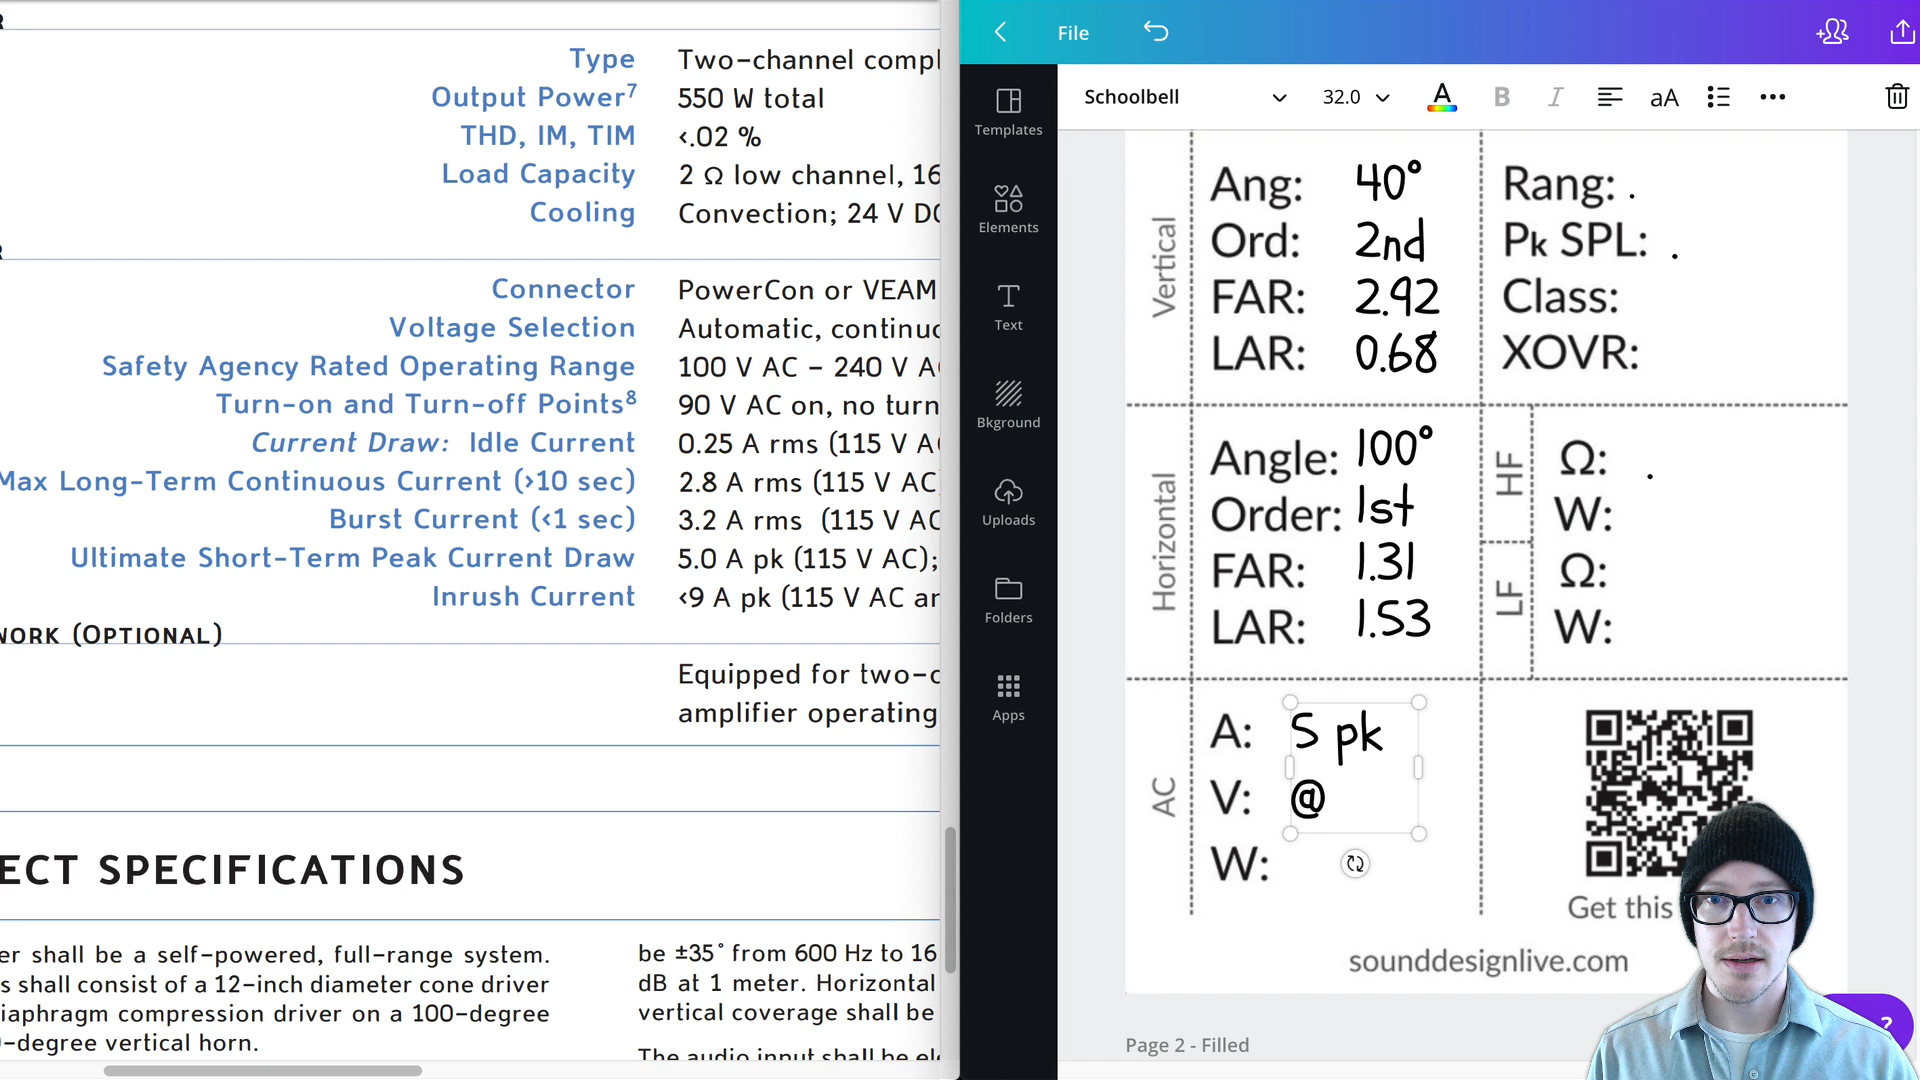 Type Two-channel compl
Output Power⁷ 550 W total
THD, IM, TIM <.02 %
Load Capacity 2 Ω low channel, 16
Cooling Convection; 24 V DC
Connector PowerCon or VEAM
Voltage Selection Automatic, continuo
Safety Agency Rated Operating Range 100 V AC – 240 V AC
Turn-on and Turn-off Points⁸ 90 V AC on, no turn
Current Draw: Idle Current 0.25 A rms (115 V AC
Max Long-Term Continuous Current (>10 sec) 2.8 A rms (115 V AC)
Burst Current (<1 sec) 3.2 A rms (115 V AC
Ultimate Short-Term Peak Current Draw 5.0 A pk (115 V AC);
Inrush Current <9 A pk (115 V AC an
WORK (OPTIONAL)
Equipped for two-c
amplifier operating
ECT SPECIFICATIONS
er shall be a self-powered, full-range system.
s shall consist of a 12-inch diameter cone driver
iaphragm compression driver on a 100-degree
-degree vertical horn.
be ±35° from 600 Hz to 16
dB at 1 meter. Horizontal
vertical coverage shall be
The audio input shall be ele
File
Schoolbell 32.0 A B I aA
Templates
Elements
Text
Bkground
Uploads
Folders
Apps
Vertical
Ang: 40°
Ord: 2nd
FAR: 2.92
LAR: 0.68
Rang: .
Pk SPL: .
Class:
XOVR:
Horizontal
Angle: 100°
Order: 1st
FAR: 1.31
LAR: 1.53
HF
Ω: .
W:
LF
Ω:
W:
AC
A: 5 pk
V: @
W:
Get this
sounddesignlive.com
Page 2 - Filled
?